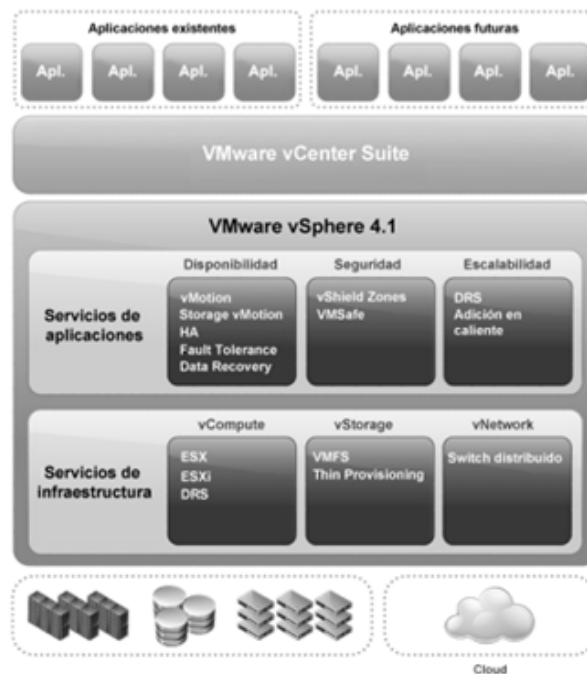 Aplicaciones existentes
Aplicaciones futuras
Apl. Apl. Apl. Apl.
Apl. Apl. Apl. Apl.
VMware vCenter Suite
VMware vSphere 4.1
Disponibilidad
Seguridad
Escalabilidad
Servicios de
aplicaciones
vMotion
Storage vMotion
HA
Fault Tolerance
Data Recovery
vShield Zones
VMSafe
DRS
Adición en
caliente
vCompute
vStorage
vNetwork
Servicios de
infraestructura
ESX
ESXi
DRS
VMFS
Thin Provisioning
Switch distribuido
Cloud